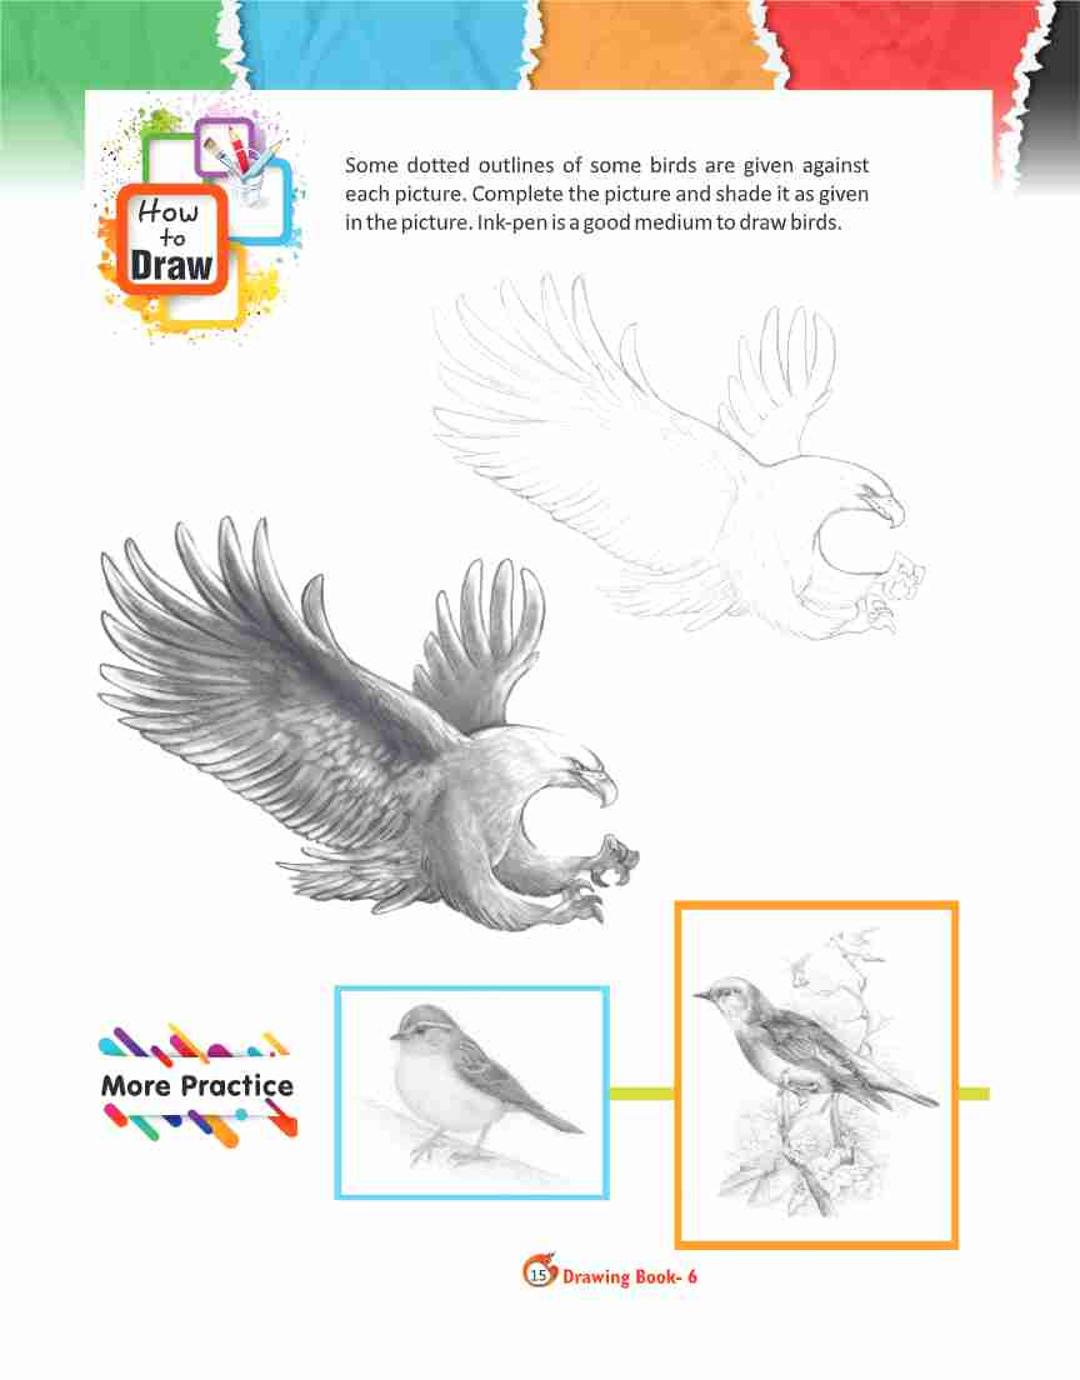 How
to
Draw
Some dotted outlines of some birds are given against
each picture. Complete the picture and shade it as given
in the picture. Ink-pen is a good medium to draw birds.
More Practice
15 Drawing Book- 6